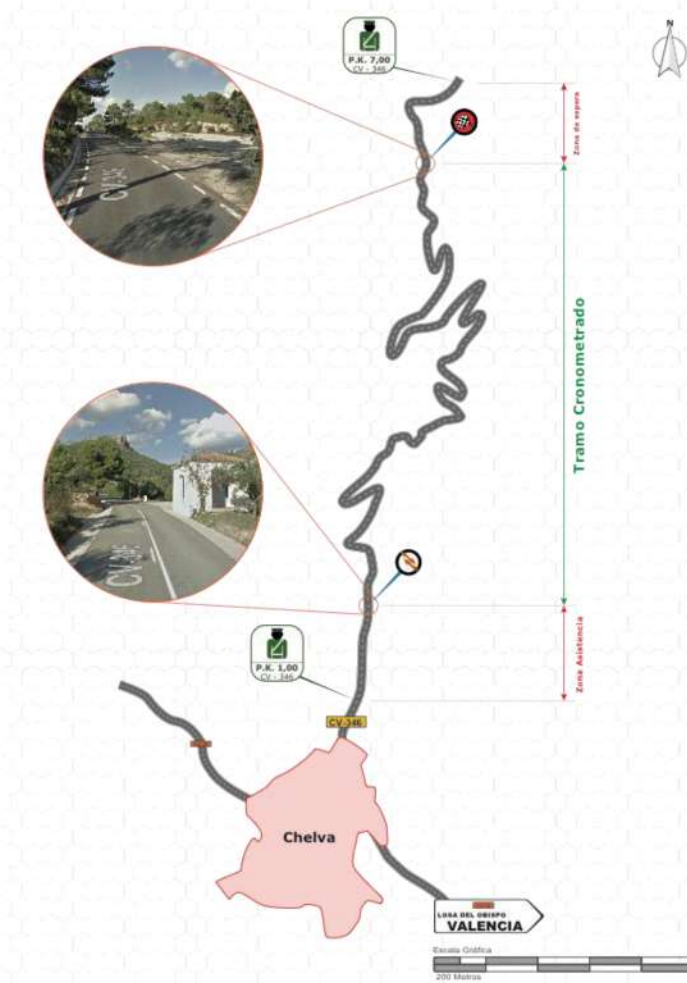 N
P.K. 7,00
CV - 346
Zona de espera
CV-346
Tramo Cronometrado
CV-346
Zona Asistencia
P.K. 1,00
CV - 346
CV-346
Chelva
LOSA DEL OBISPO
VALENCIA
Escala Gráfica
200 Metros